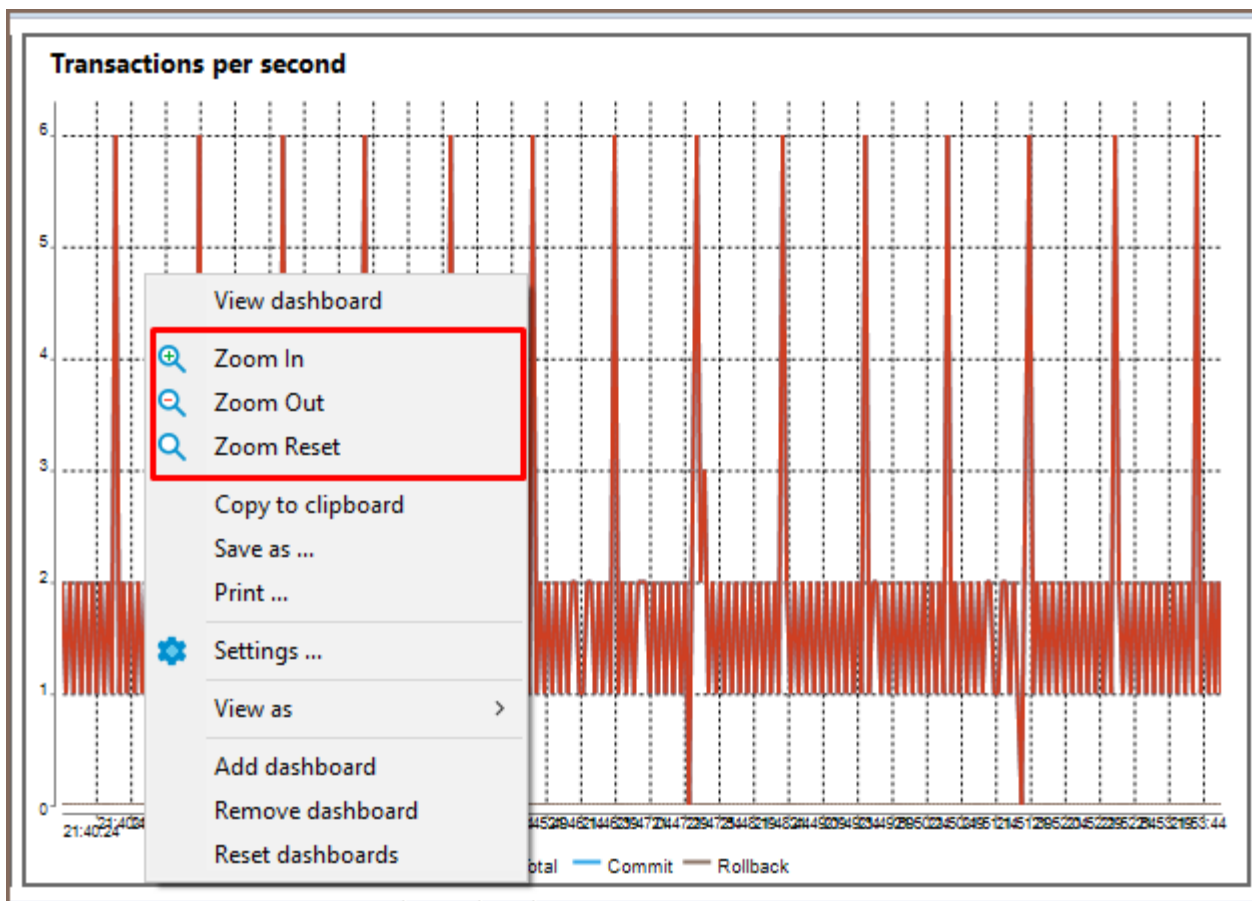 Transactions per second
6
5
4
3
2
1
0
View dashboard
Zoom In
Zoom Out
Zoom Reset
Copy to clipboard
Save as ...
Print ...
Settings ...
View as
Add dashboard
Remove dashboard
Reset dashboards
21:40:24
Commit
Rollback